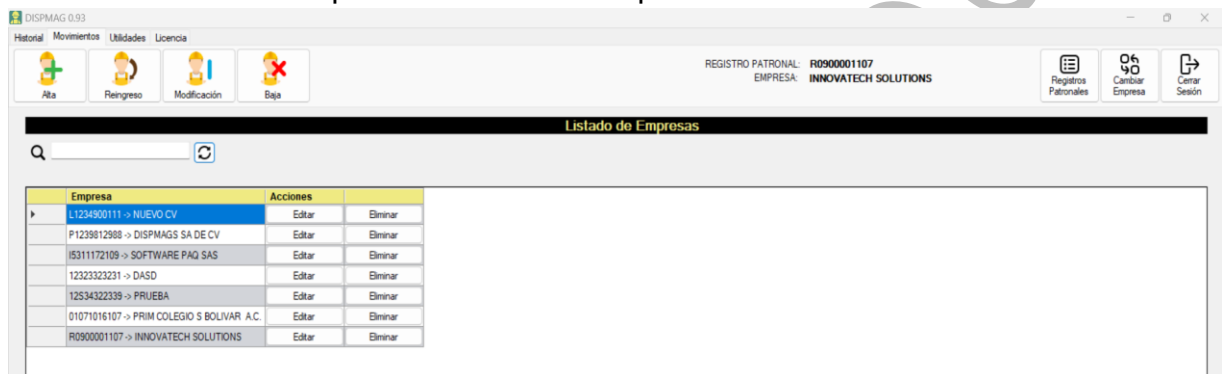 DISPMAG 0.93
Historial Movimientos Utilidades Licencia
Alta Reingreso Modificación Baja
REGISTRO PATRONAL: R0900001107
EMPRESA: INNOVATECH SOLUTIONS
Registros Patronales
Cambiar Empresa
Cerrar Sesión
Listado de Empresas
Empresa Acciones
L1234900111 -> NUEVO CV Editar Eliminar
P1239812988 -> DISPMAGS SA DE CV Editar Eliminar
I5311172109 -> SOFTWARE PAQ SAS Editar Eliminar
12323323231 -> DASD Editar Eliminar
12S34322339 -> PRUEBA Editar Eliminar
01071016107 -> PRIM COLEGIO S BOLIVAR A.C. Editar Eliminar
R0900001107 -> INNOVATECH SOLUTIONS Editar Eliminar